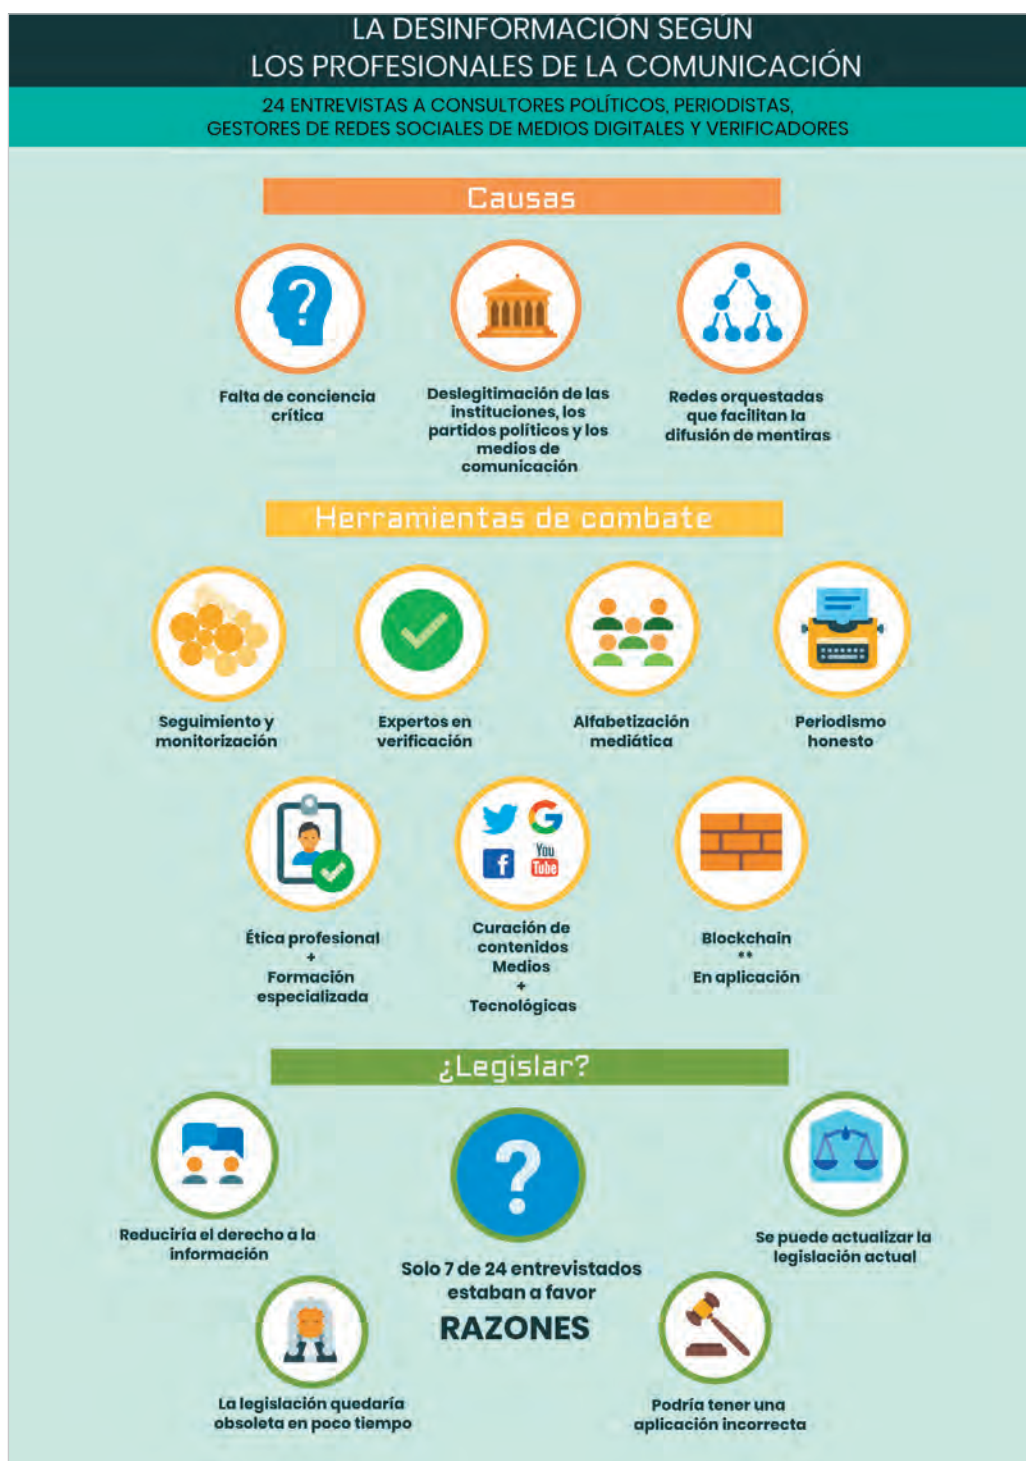 LA DESINFORMACIÓN SEGÚN
LOS PROFESIONALES DE LA COMUNICACIÓN
24 ENTREVISTAS A CONSULTORES POLÍTICOS, PERIODISTAS,
GESTORES DE REDES SOCIALES DE MEDIOS DIGITALES Y VERIFICADORES
Causas
?
Falta de conciencia
crítica
Deslegitimación de las
instituciones, los
partidos políticos y los
medios de
comunicación
Redes orquestadas
que facilitan la
difusión de mentiras
Herramientas de combate
Seguimiento y
monitorización
Expertos en
verificación
Alfabetización
mediática
Periodismo
honesto
Ética profesional
+
Formación
especializada
G
f
You
Tube
Curación de
contenidos
Medios
+
Tecnológicas
Blockchain
**
En aplicación
¿Legislar?
Reduciría el derecho a la
información
?
Solo 7 de 24 entrevistados
estaban a favor
RAZONES
Se puede actualizar la
legislación actual
La legislación quedaría
obsoleta en poco tiempo
Podría tener una
aplicación incorrecta